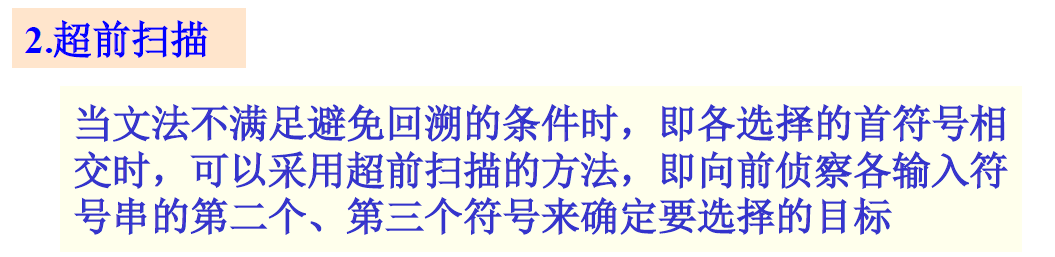 2.超前扫描
当文法不满足避免回溯的条件时，即各选择的首符号相
交时，可以采用超前扫描的方法，即向前侦察各输入符
号串的第二个、第三个符号来确定要选择的目标